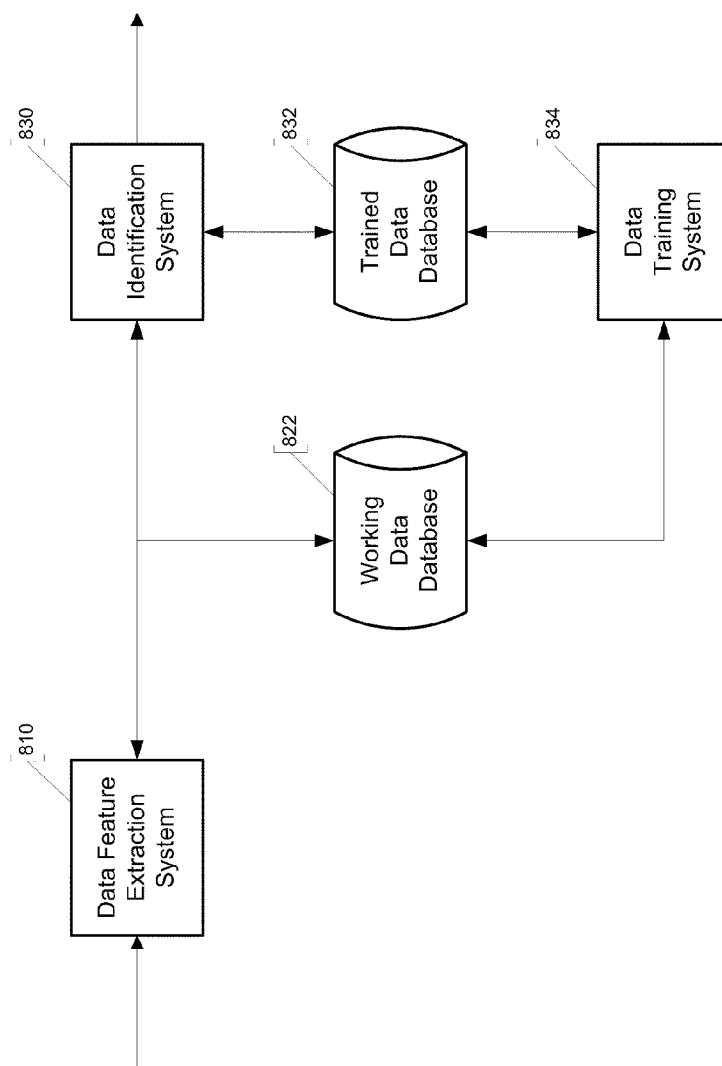 810
Data Feature
Extraction
System
822
Working
Data
Database
830
Data
Identification
System
832
Trained
Data
Database
834
Data
Training
System